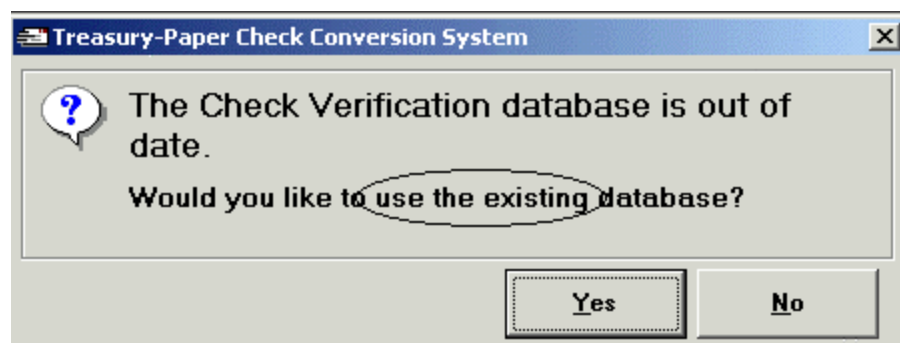 Treasury-Paper Check Conversion System
?
The Check Verification database is out of
date.
Would you like to use the existing database?
Yes No